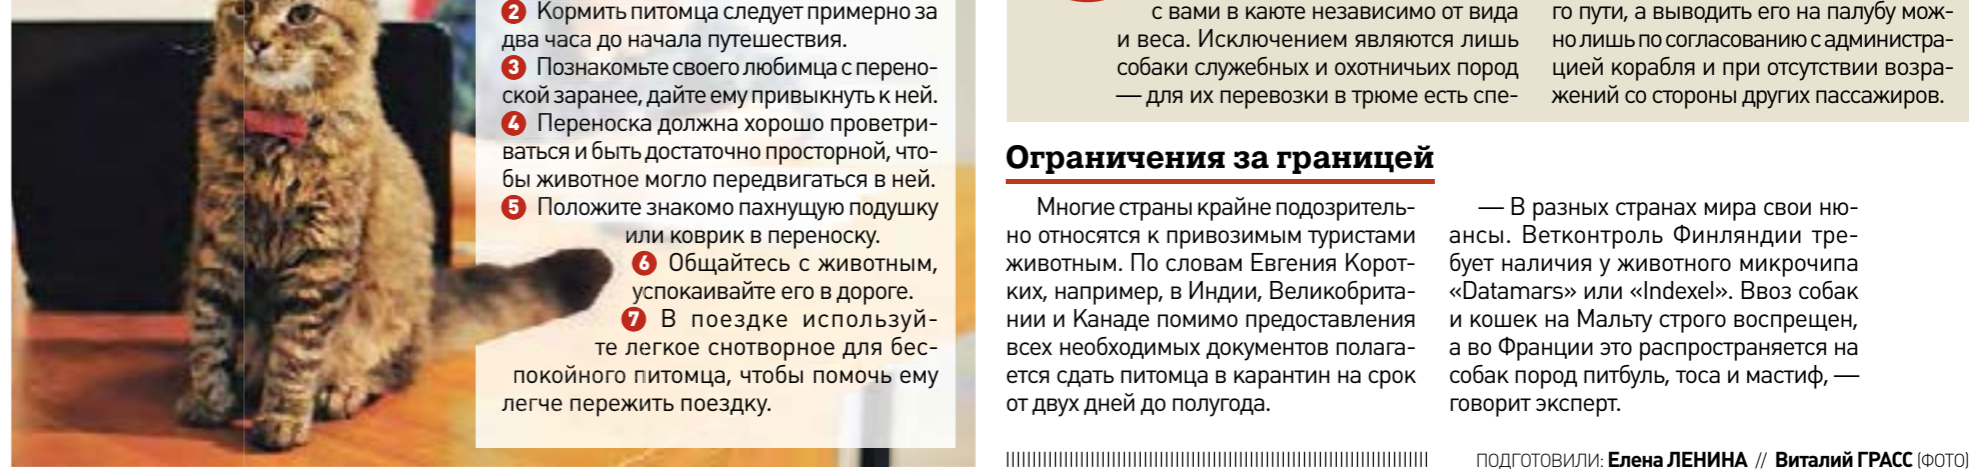 2 Кормить питомца следует примерно за
два часа до начала путешествия.
3 Познакомьте своего любимца с перено-
ской заранее, дайте ему привыкнуть к ней.
4 Переноска должна хорошо проветри-
ваться и быть достаточно просторной, что-
бы животное могло передвигаться в ней.
5 Положите знакомо пахнущую подушку
или коврик в переноску.
6 Общайтесь с животным,
успокаивайте его в дороге.
7 В поездке используй-
те легкое снотворное для бес-
покойного питомца, чтобы помочь ему
легче пережить поездку.
с вами в каюте независимо от вида
и веса. Исключением являются лишь
собаки служебных и охотничьих пород
— для их перевозки в трюме есть спе-
го пути, а выводить его на палубу мож-
но лишь по согласованию с администра-
цией корабля и при отсутствии возра-
жений со стороны других пассажиров.
Ограничения за границей
Многие страны крайне подозритель-
но относятся к привозимым туристами
животным. По словам Евгения Корот-
ких, например, в Индии, Великобрита-
нии и Канаде помимо предоставления
всех необходимых документов полага-
ется сдать питомца в карантин на срок
от двух дней до полугода.
— В разных странах мира свои ню-
ансы. Ветконтроль Финляндии тре-
бует наличия у животного микрочипа
«Datamars» или «Indexel». Ввоз собак
и кошек на Мальту строго воспрещен,
а во Франции это распространяется на
собак пород питбуль, тоса и мастиф, —
говорит эксперт.
ПОДГОТОВИЛИ: Елена ЛЕНИНА // Виталий ГРАСС (ФОТО)